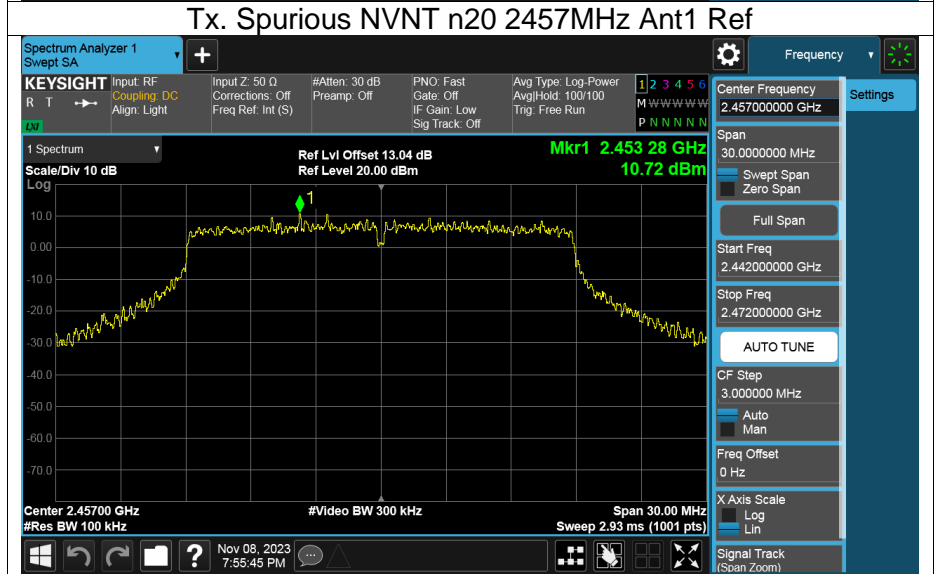 Tx. Spurious NVNT n20 2457MHz Ant1 Ref
Spectrum Analyzer 1
Swept SA
+
Frequency
Settings
KEYSIGHT
R T
LXI
Input: RF
Coupling: DC
Align: Light
Input Z: 50 Ω
Corrections: Off
Freq Ref: Int (S)
#Atten: 30 dB
Preamp: Off
PNO: Fast
Gate: Off
IF Gain: Low
Sig Track: Off
Avg Type: Log-Power
Avg|Hold: 100/100
Trig: Free Run
1 2 3 4 5 6
M W W W W W
P N N N N N
1 Spectrum
Scale/Div 10 dB
Log
Ref Lvl Offset 13.04 dB
Ref Level 20.00 dBm
Mkr1 2.453 28 GHz
10.72 dBm
1
10.0
0.00
-10.0
-20.0
-30.0
-40.0
-50.0
-60.0
-70.0
Center 2.45700 GHz
#Res BW 100 kHz
#Video BW 300 kHz
Span 30.00 MHz
Sweep 2.93 ms (1001 pts)
Center Frequency
2.457000000 GHz
Span
30.0000000 MHz
Swept Span
Zero Span
Full Span
Start Freq
2.442000000 GHz
Stop Freq
2.472000000 GHz
AUTO TUNE
CF Step
3.000000 MHz
Auto
Man
Freq Offset
0 Hz
X Axis Scale
Log
Lin
Signal Track
(Span Zoom)
?
Nov 08, 2023
7:55:45 PM